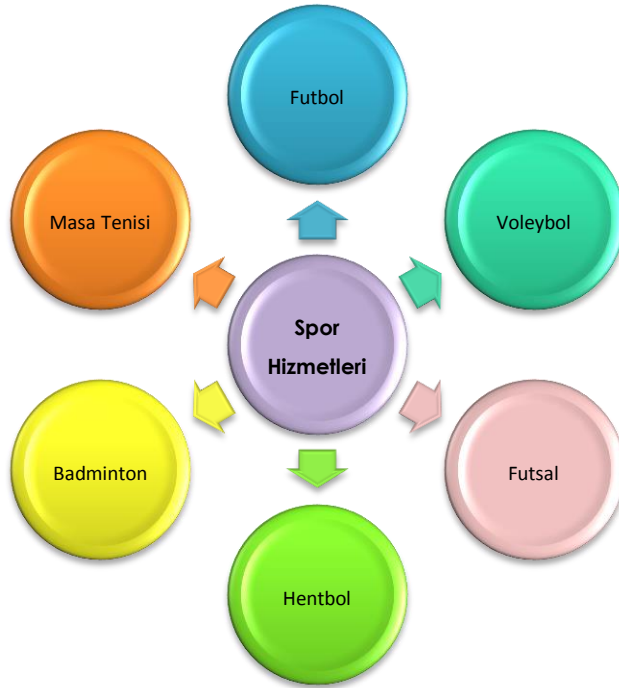 Futbol
Masa Tenisi
Voleybol
Spor
Hizmetleri
Badminton
Futsal
Hentbol